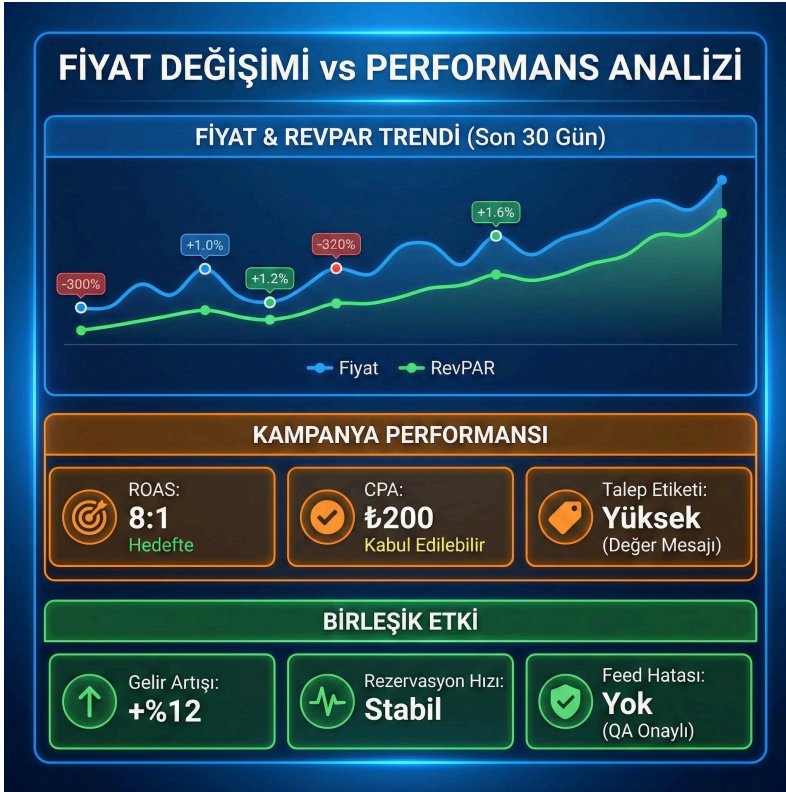 FİYAT DEĞİŞİMİ vs PERFORMANS ANALİZİ
FİYAT & REVPAR TRENDİ (Son 30 Gün)
-300%
+1.0%
+1.2%
-320%
+1.6%
Fiyat
RevPAR
KAMPANYA PERFORMANSI
ROAS:
8:1
Hedefte
CPA:
₺200
Kabul Edilebilir
Talep Etiketi:
Yüksek
(Değer Mesajı)
BİRLEŞİK ETKİ
Gelir Artışı:
+%12
Rezervasyon Hızı:
Stabil
Feed Hatası:
Yok
(QA Onaylı)